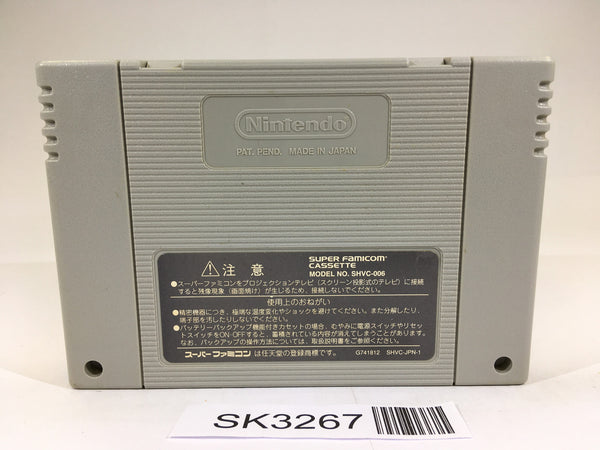 Nintendo
PAT. PEND. MADE IN JAPAN
SUPER FAMICOM
CASSETTE
MODEL NO. SHVC-006
注意
●スーパーファミコンをプロジェクションテレビ（スクリーン投影式のテレビ）に接続
すると残像現象（画面焼け）が生じるため、接続しないでください。
使用上のおねがい
●精密機器につき、極端な温度変化やショックを避けてください。また分解したり、
端子部を汚したりしないでください。
●バッテリーバックアップ機能付きカセットの場合、むやみに電源スイッチやリセッ
トスイッチをON・OFFすると、蓄積されている内容が消えてしまうことがあります。
なお、バックアップの操作方法については、取扱説明書をご参照ください。
スーパーファミコン は任天堂の登録商標です。 G741812 SHVC-JPN-1
SK3267